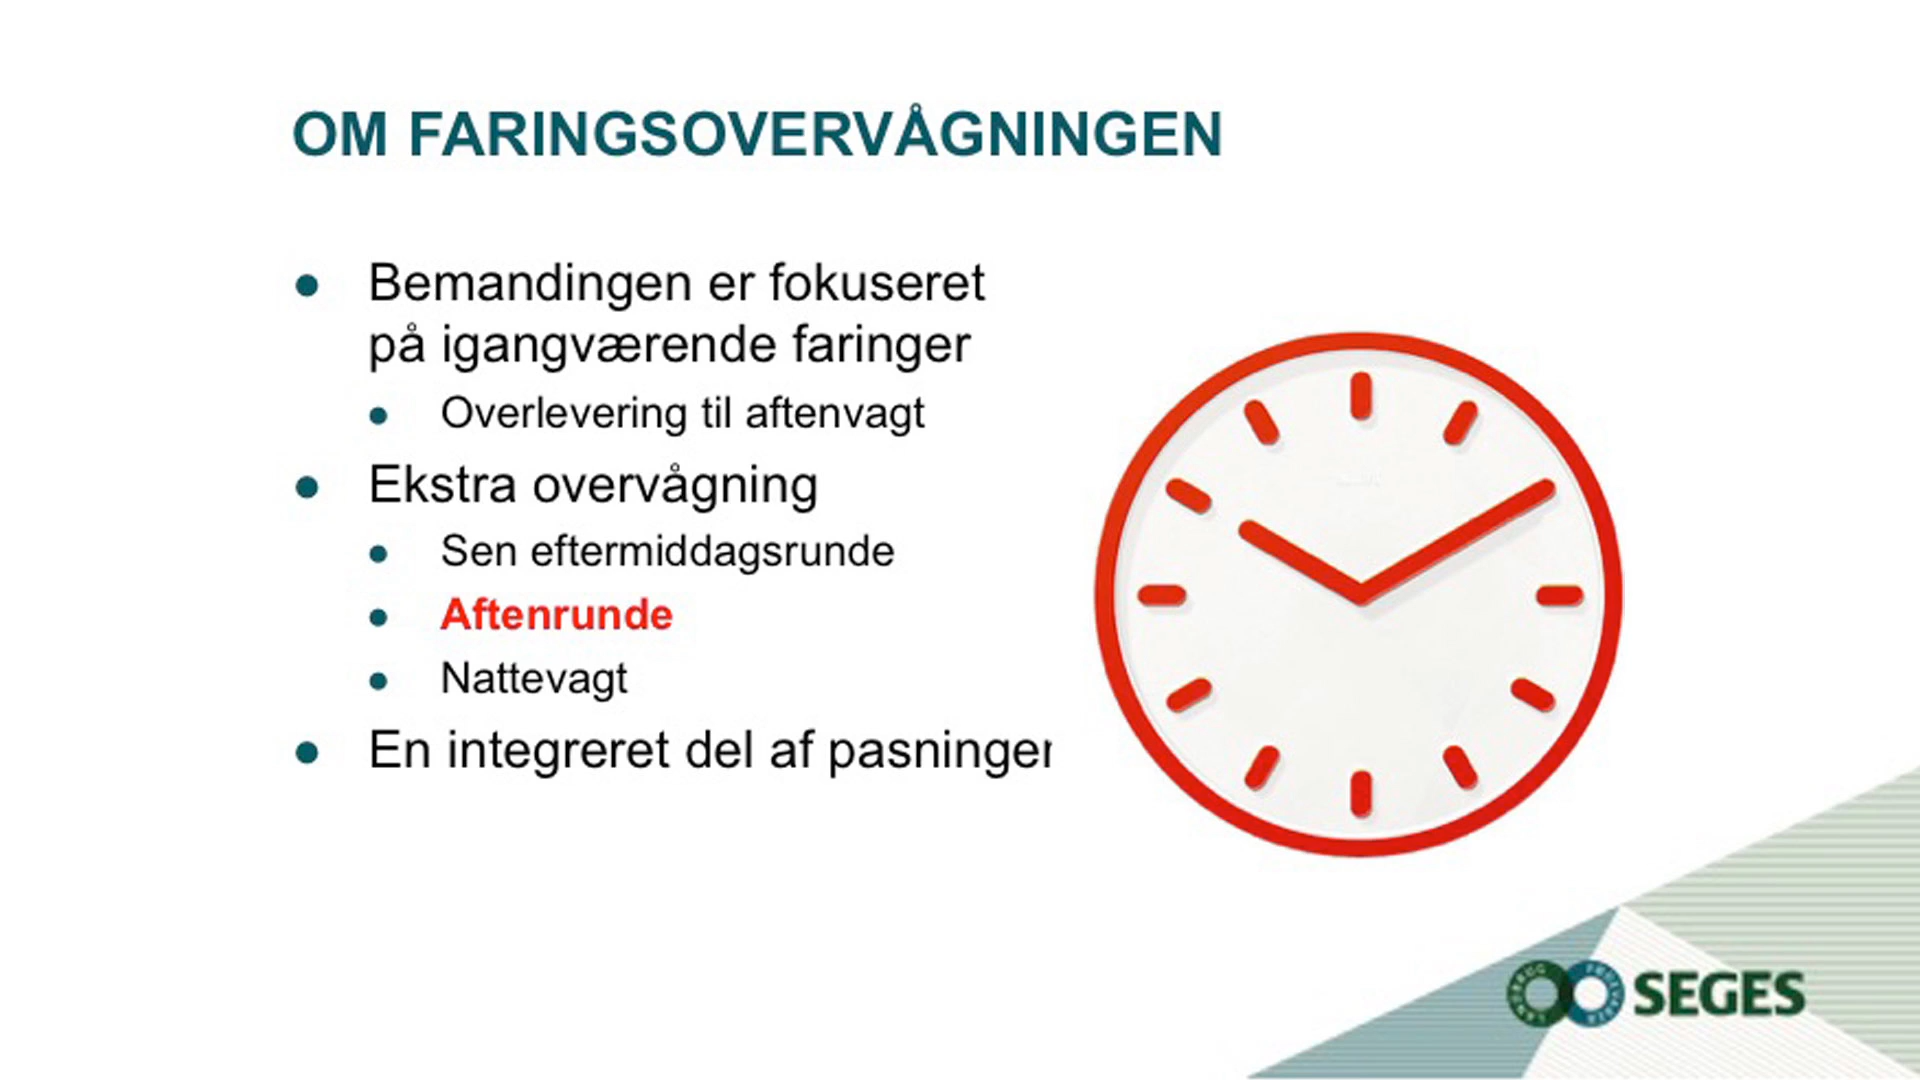 OM FARINGSOVERVÅGNINGEN
Bemandingen er fokuseret
på igangværende faringer
Overlevering til aftenvagt
Ekstra overvågning
Sen eftermiddagsrunde
Aftenrunde
Nattevagt
En integreret del af pasningen
SEGES